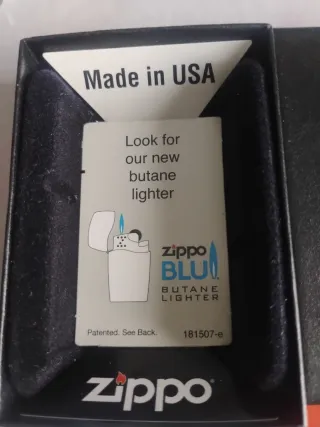 Made in USA
Look for
our new
butane
lighter
zippo
BLU
BUTANE
LIGHTER
Patented. See Back.
181507-e
zippo